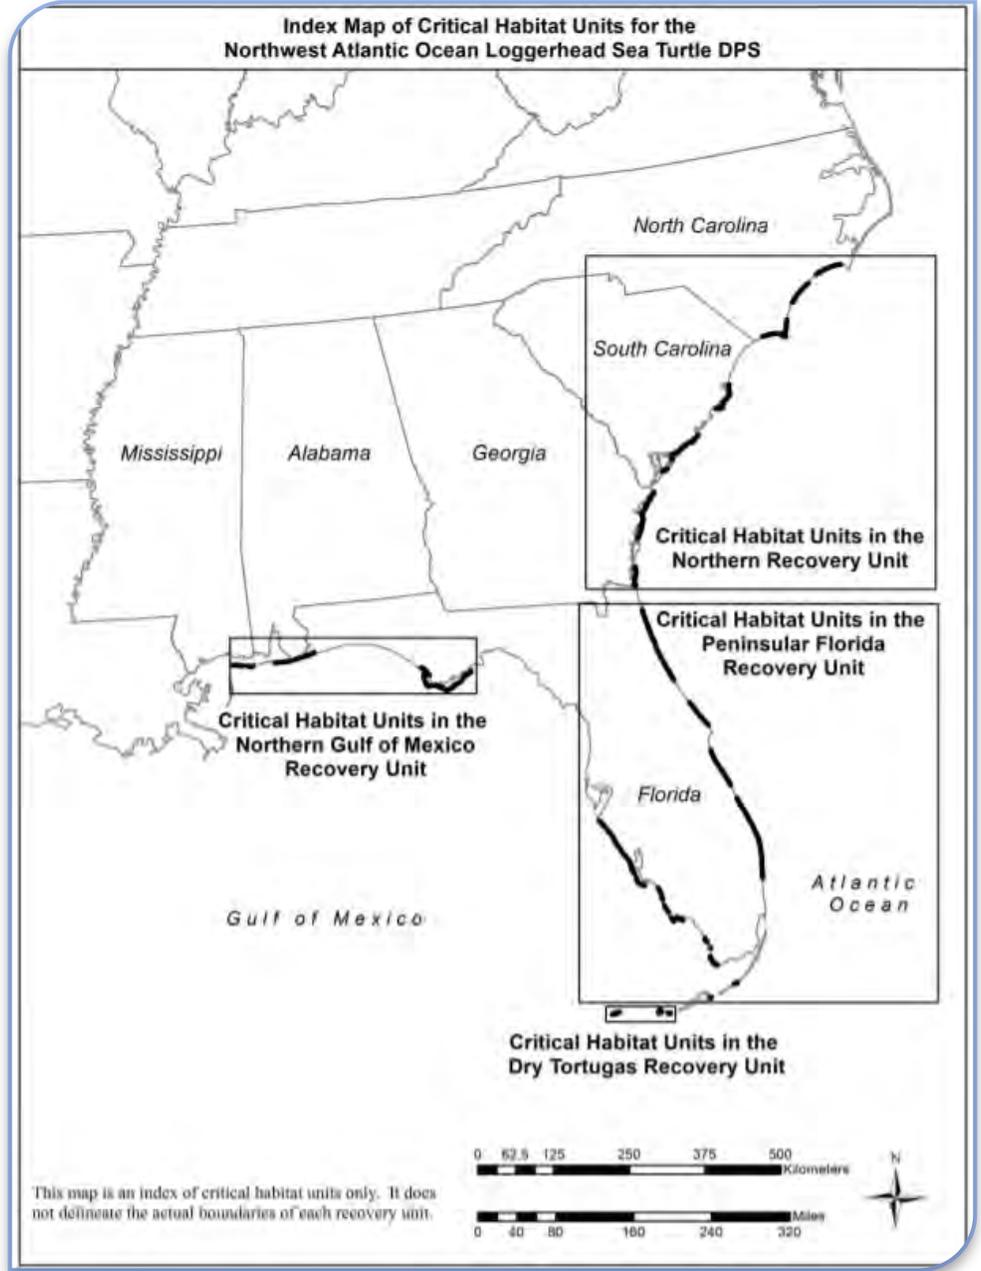 Index Map of Critical Habitat Units for the
Northwest Atlantic Ocean Loggerhead Sea Turtle DPS
North Carolina
South Carolina
Mississippi
Alabama
Georgia
Critical Habitat Units in the
Northern Recovery Unit
Critical Habitat Units in the
Peninsular Florida
Recovery Unit
Critical Habitat Units in the
Northern Gulf of Mexico
Recovery Unit
Florida
Atlantic
Ocean
Gulf of Mexico
Critical Habitat Units in the
Dry Tortugas Recovery Unit
0 62.5 125 250 375 500
Kilometers
N
This map is an index of critical habitat units only. It does
not delineate the actual boundaries of each recovery unit.
Miles
0 40 80 160 240 320